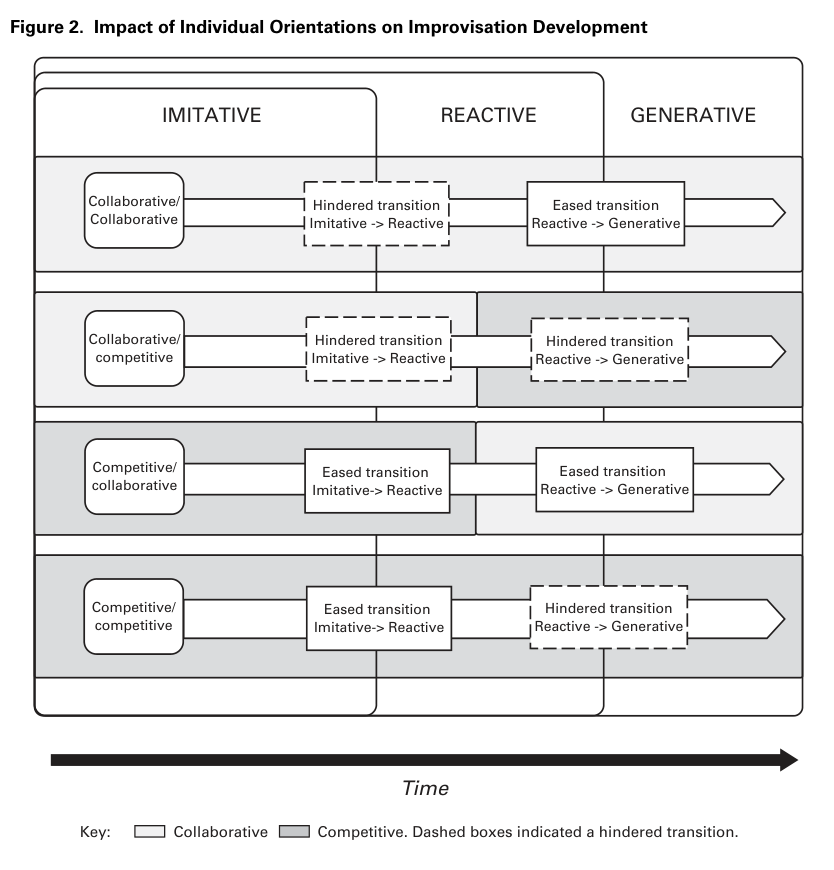 Figure 2.  Impact of Individual Orientations on Improvisation Development
IMITATIVE
REACTIVE
GENERATIVE
Collaborative/
Collaborative
Hindered transition
Imitative -> Reactive
Eased transition
Reactive -> Generative
Collaborative/
competitive
Hindered transition
Imitative -> Reactive
Hindered transition
Reactive -> Generative
Competitive/
collaborative
Eased transition
Imitative-> Reactive
Eased transition
Reactive -> Generative
Competitive/
competitive
Eased transition
Imitative-> Reactive
Hindered transition
Reactive -> Generative
Time
Key: Collaborative Competitive. Dashed boxes indicated a hindered transition.